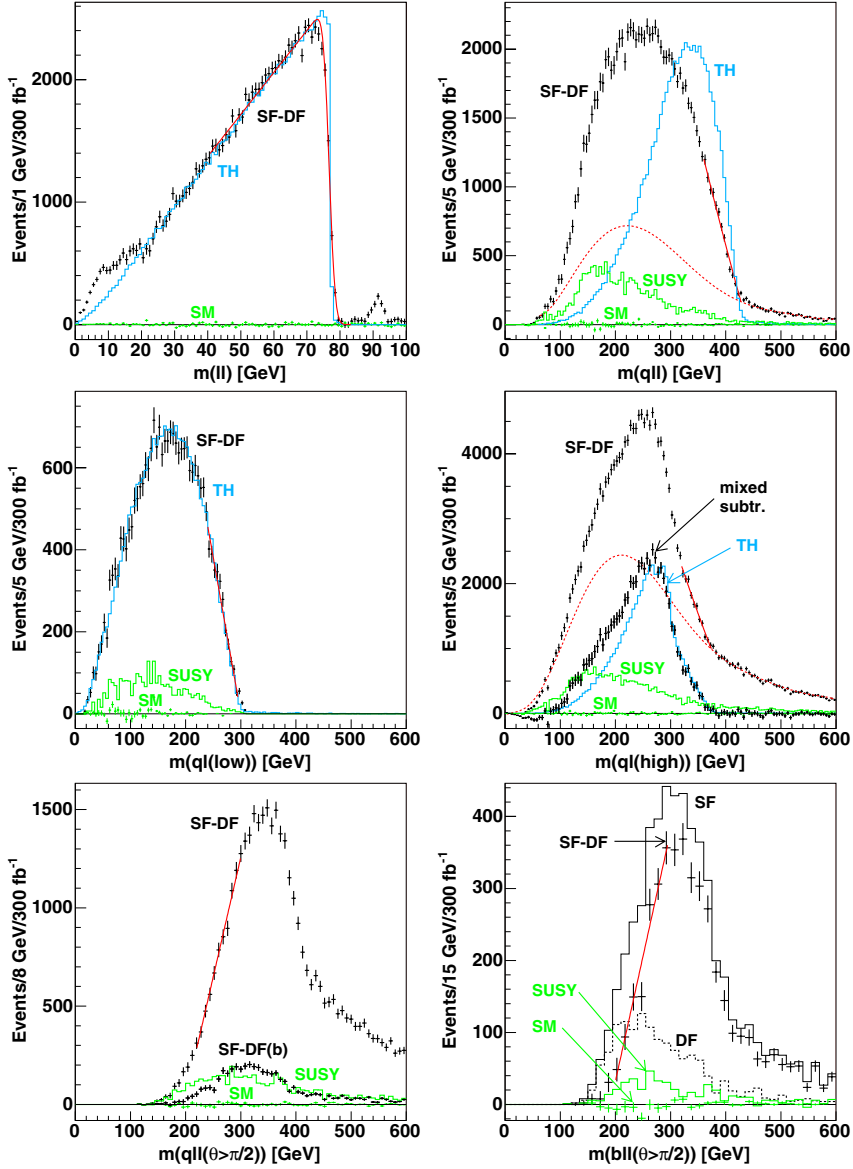 Events/1 GeV/300 fb-1
2000
1000
0
SF-DF
TH
SM
0 10 20 30 40 50 60 70 80 90 100
m(ll) [GeV]
Events/5 GeV/300 fb-1
2000
1500
1000
500
0
SF-DF
TH
SUSY
SM
0 100 200 300 400 500 600
m(qll) [GeV]
Events/5 GeV/300 fb-1
600
400
200
0
SF-DF
TH
SUSY
SM
0 100 200 300 400 500 600
m(ql(low)) [GeV]
Events/5 GeV/300 fb-1
4000
2000
0
SF-DF
mixed
subtr.
TH
SUSY
SM
0 100 200 300 400 500 600
m(ql(high)) [GeV]
Events/8 GeV/300 fb-1
1500
1000
500
0
SF-DF
SF-DF(b)
SUSY
SM
0 100 200 300 400 500 600
m(qll(θ>π/2)) [GeV]
Events/15 GeV/300 fb-1
400
300
200
100
0
SF
SF-DF
SUSY
SM
DF
0 100 200 300 400 500 600
m(bll(θ>π/2)) [GeV]